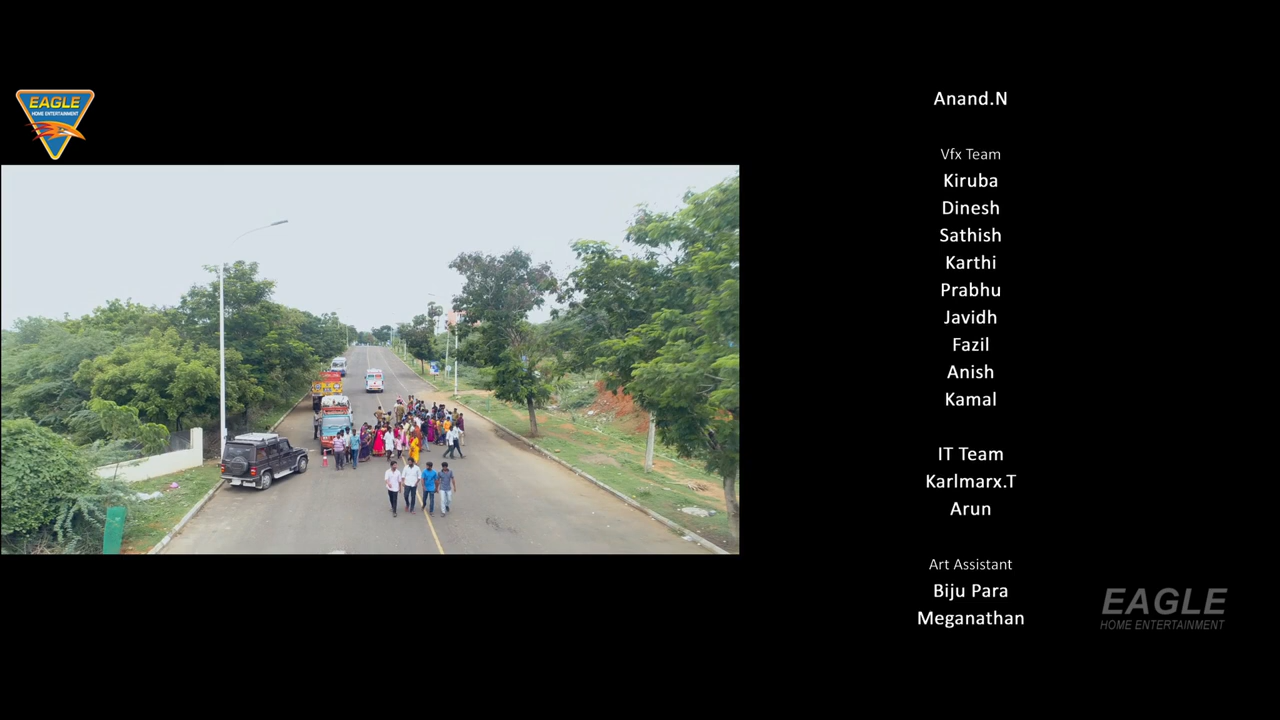 EAGLE
HOME ENTERTAINMENT
Anand.N
Vfx Team
Kiruba
Dinesh
Sathish
Karthi
Prabhu
Javidh
Fazil
Anish
Kamal
IT Team
Karlmarx.T
Arun
Art Assistant
Biju Para
Meganathan
EAGLE
HOME ENTERTAINMENT